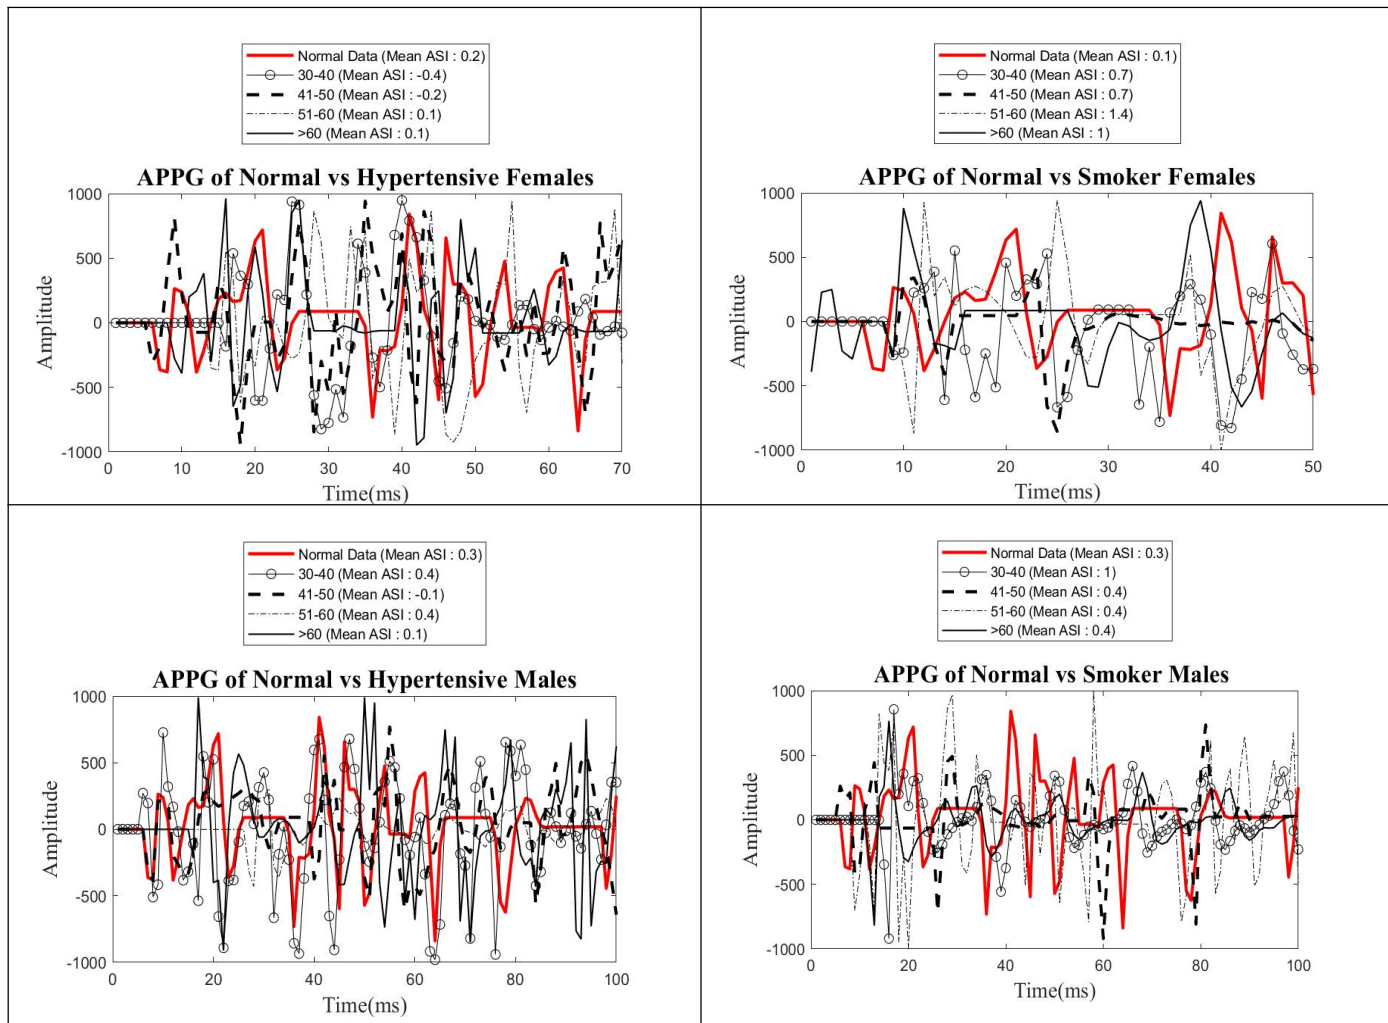 Normal Data (Mean ASI : 0.2)
30-40 (Mean ASI : -0.4)
41-50 (Mean ASI : -0.2)
51-60 (Mean ASI : 0.1)
>60 (Mean ASI : 0.1)
APPG of Normal vs Hypertensive Females
1000
500
0
-500
-1000
Amplitude
0 10 20 30 40 50 60 70
Time(ms)
Normal Data (Mean ASI : 0.1)
30-40 (Mean ASI : 0.7)
41-50 (Mean ASI : 0.7)
51-60 (Mean ASI : 1.4)
>60 (Mean ASI : 1)
APPG of Normal vs Smoker Females
1000
500
0
-500
-1000
Amplitude
0 10 20 30 40 50
Time(ms)
Normal Data (Mean ASI : 0.3)
30-40 (Mean ASI : 0.4)
41-50 (Mean ASI : -0.1)
51-60 (Mean ASI : 0.4)
>60 (Mean ASI : 0.1)
APPG of Normal vs Hypertensive Males
1000
500
0
-500
-1000
Amplitude
0 20 40 60 80 100
Time(ms)
Normal Data (Mean ASI : 0.3)
30-40 (Mean ASI : 1)
41-50 (Mean ASI : 0.4)
51-60 (Mean ASI : 0.4)
>60 (Mean ASI : 0.4)
APPG of Normal vs Smoker Males
1000
500
0
-500
-1000
Amplitude
0 20 40 60 80 100
Time(ms)